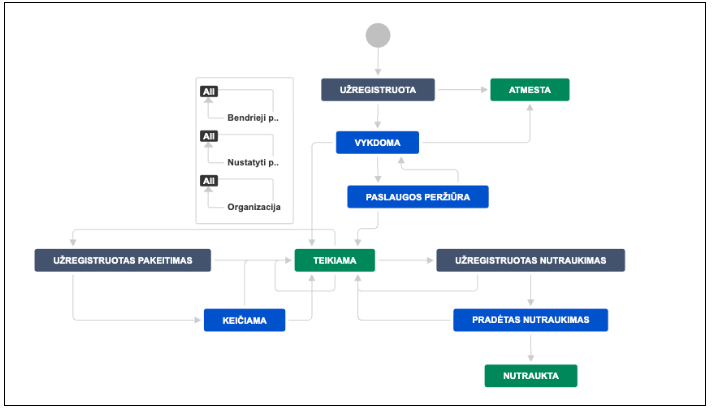 UŽREGISTRUOTA
ATMESTA
All
Bendrieji p..
VYKDOMA
All
Nustatyti p..
All
PASLAUGOS PERŽIŪRA
Organizacija
UŽREGISTRUOTAS PAKEITIMAS
TEIKIAMA
UŽREGISTRUOTAS NUTRAUKIMAS
KEIČIAMA
PRADĖTAS NUTRAUKIMAS
NUTRAUKTA